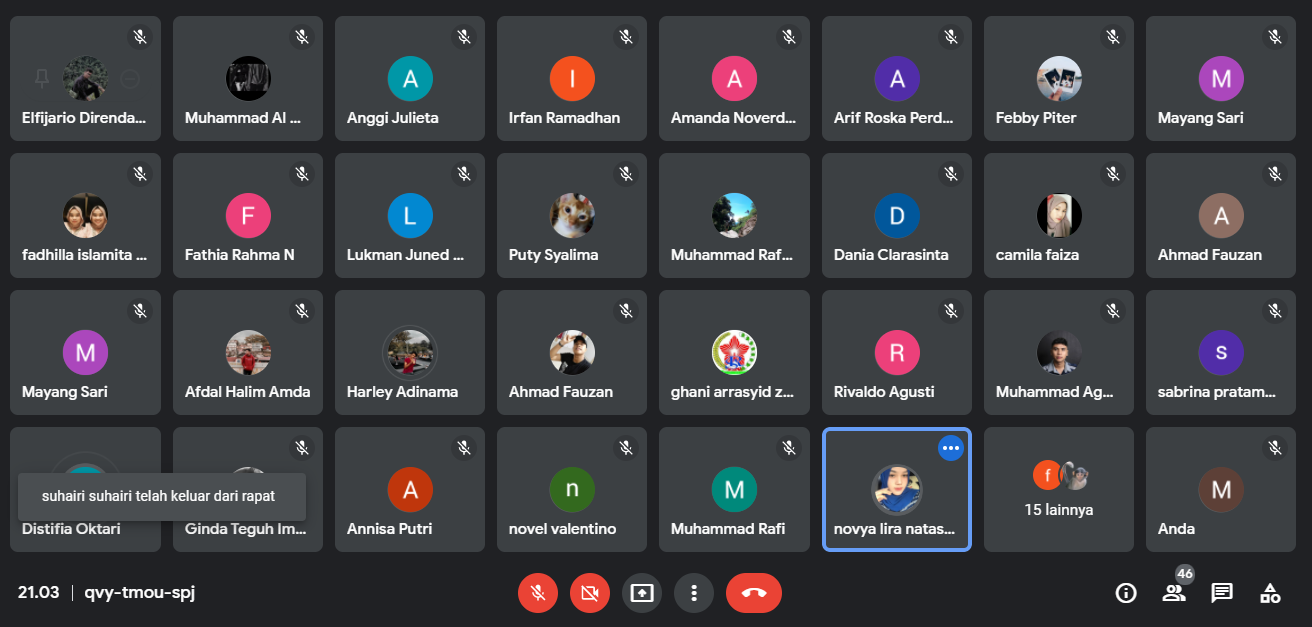 Elfijario Direnda...
Muhammad Al ...
A
Anggi Julieta
I
Irfan Ramadhan
A
Amanda Noverd...
A
Arif Roska Perd...
Febby Piter
M
Mayang Sari
fadhilla islamita ...
F
Fathia Rahma N
L
Lukman Juned ...
Puty Syalima
Muhammad Raf...
D
Dania Clarasinta
camila faiza
A
Ahmad Fauzan
M
Mayang Sari
Afdal Halim Amda
Harley Adinama
Ahmad Fauzan
ghani arrasyid z...
R
Rivaldo Agusti
Muhammad Ag...
s
sabrina pratam...
suhairi suhairi telah keluar dari rapat
Distifia Oktari
Ginda Teguh Im...
A
Annisa Putri
n
novel valentino
M
Muhammad Rafi
novya lira natas...
f
15 lainnya
M
Anda
21.03 | qvy-tmou-spj
46